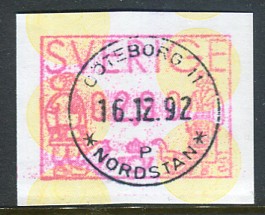 SVERIGE
GÖTEBORG 11
16.12.92
P
* NORDSTAN *